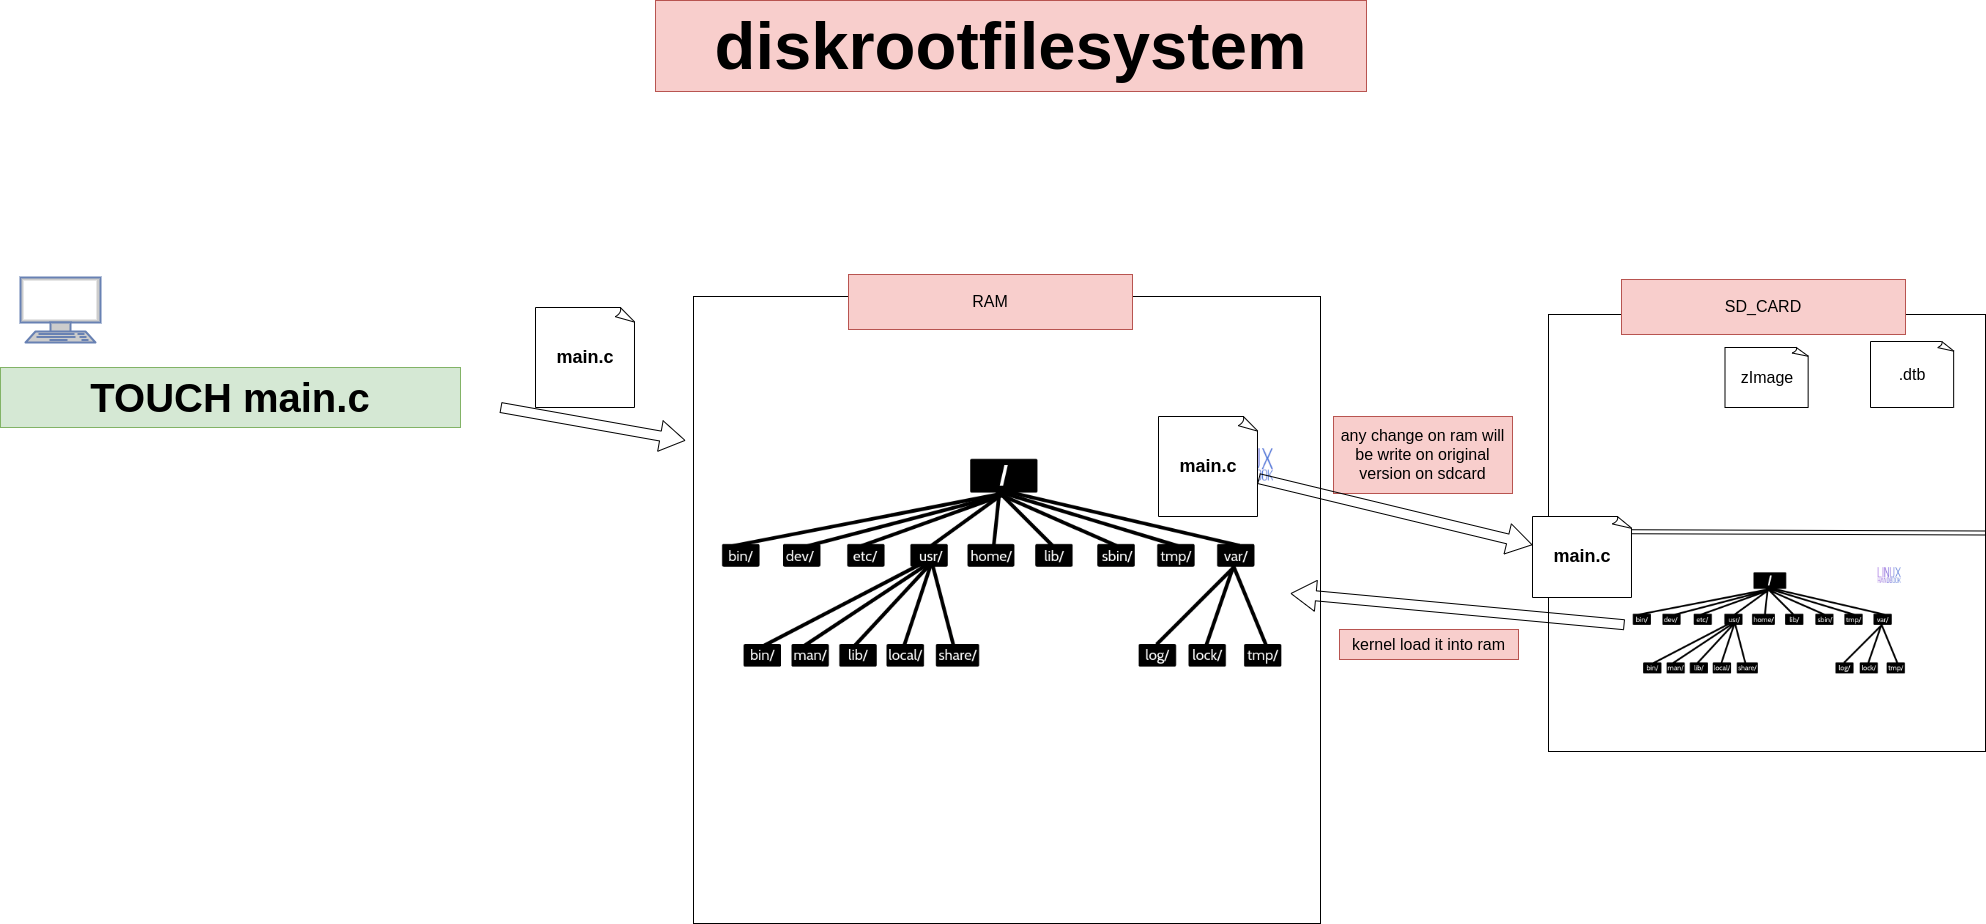 diskrootfilesystem
TOUCH main.c
main.c
RAM
main.c
/
bin/ dev/ etc/ usr/ home/ lib/ sbin/ tmp/ var/
bin/ man/ lib/ local/ share/ log/ lock/ tmp/
any change on ram will
be write on original
version on sdcard
kernel load it into ram
SD_CARD
zImage
.dtb
main.c
LINUX
HANDBOOK
/
bin/ dev/ etc/ usr/ home/ lib/ sbin/ tmp/ var/
bin/ man/ lib/ local/ share/ log/ lock/ tmp/